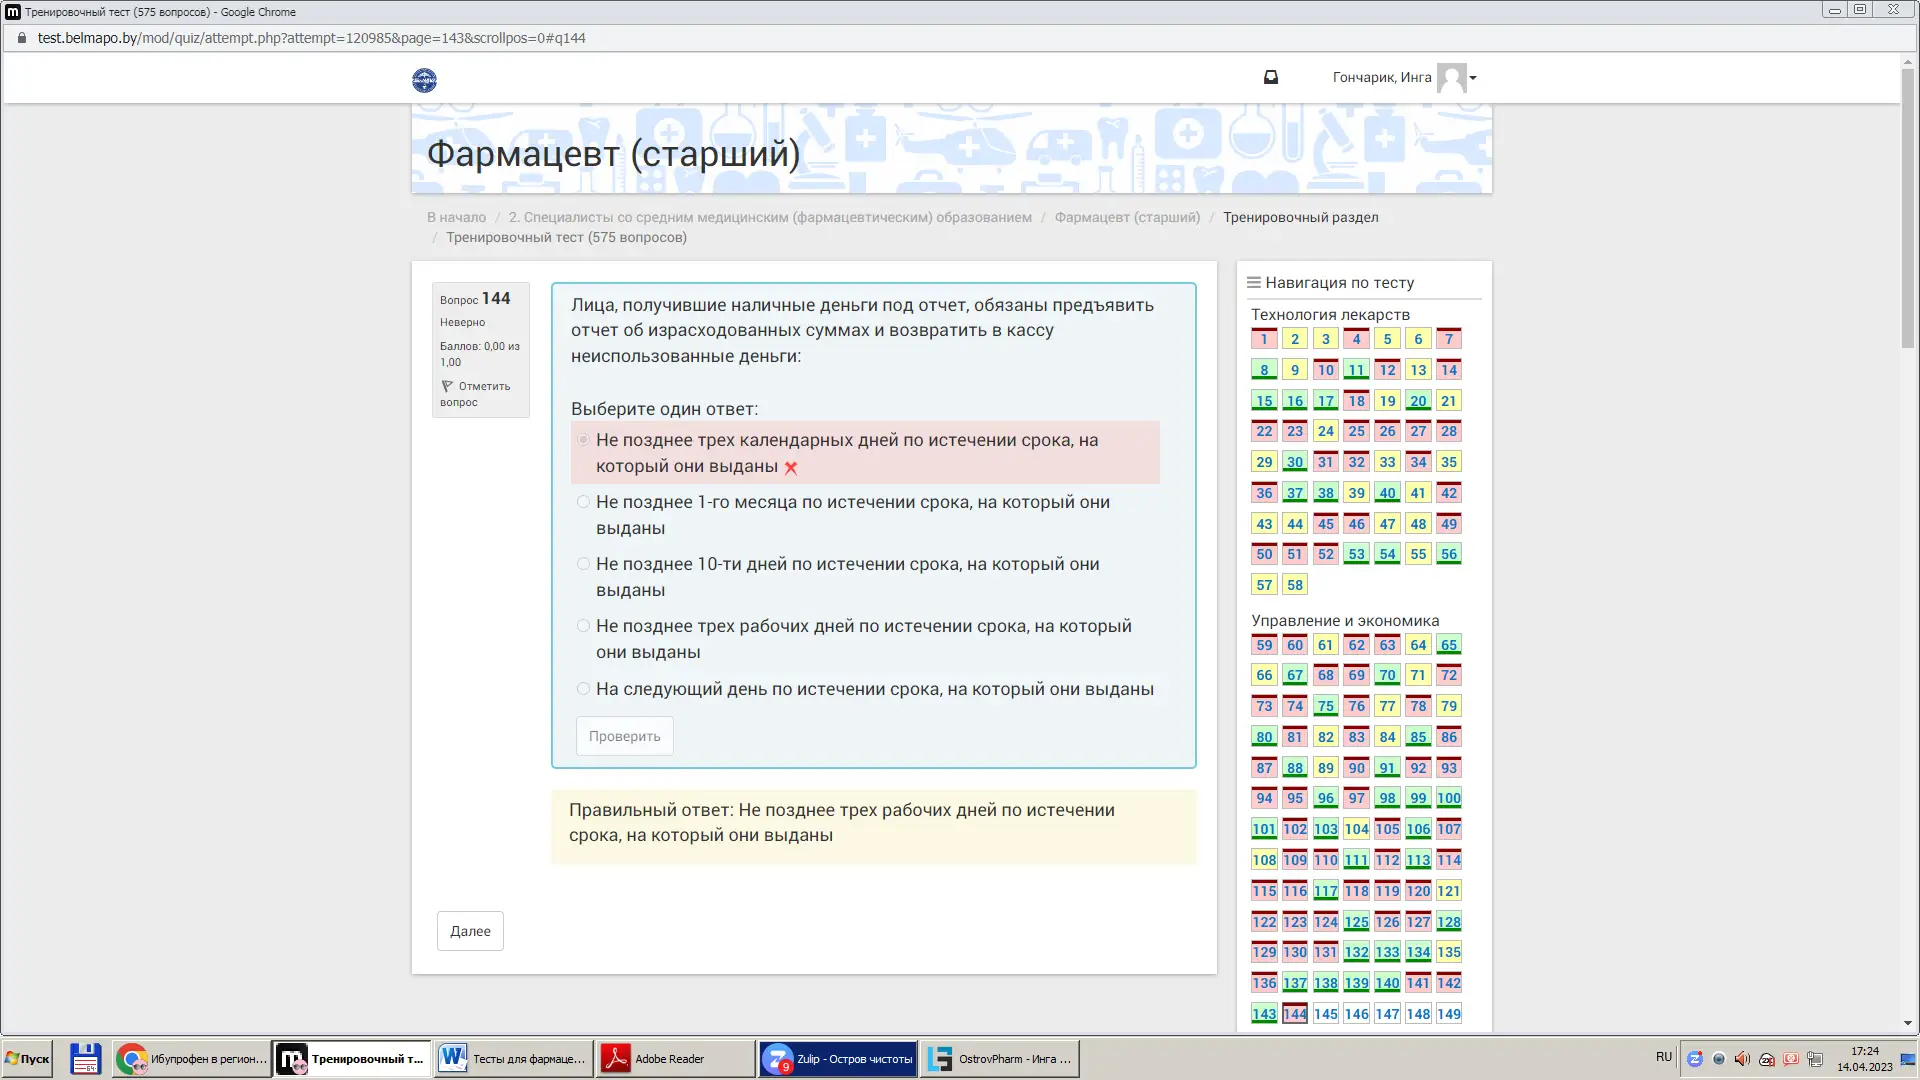 Тренировочный тест (575 вопросов) - Google Chrome
test.belmapo.by/mod/quiz/attempt.php?attempt=120985&page=143&scrollpos=0#q144
Гончарик, Инга
Фармацевт (старший)
В начало / 2. Специалисты со средним медицинским (фармацевтическим) образованием / Фармацевт (старший) / Тренировочный раздел
/ Тренировочный тест (575 вопросов)
Вопрос 144
Неверно
Баллов: 0,00 из
1,00
Отметить
вопрос
Лица, получившие наличные деньги под отчет, обязаны предъявить
отчет об израсходованных суммах и возвратить в кассу
неиспользованные деньги:
Выберите один ответ:
Не позднее трех календарных дней по истечении срока, на
который они выданы
Не позднее 1-го месяца по истечении срока, на который они
выданы
Не позднее 10-ти дней по истечении срока, на который они
выданы
Не позднее трех рабочих дней по истечении срока, на который
они выданы
На следующий день по истечении срока, на который они выданы
Проверить
Правильный ответ: Не позднее трех рабочих дней по истечении
срока, на который они выданы
Далее
Навигация по тесту
Технология лекарств
1 2 3 4 5 6 7
8 9 10 11 12 13 14
15 16 17 18 19 20 21
22 23 24 25 26 27 28
29 30 31 32 33 34 35
36 37 38 39 40 41 42
43 44 45 46 47 48 49
50 51 52 53 54 55 56
57 58
Управление и экономика
59 60 61 62 63 64 65
66 67 68 69 70 71 72
73 74 75 76 77 78 79
80 81 82 83 84 85 86
87 88 89 90 91 92 93
94 95 96 97 98 99 100
101 102 103 104 105 106 107
108 109 110 111 112 113 114
115 116 117 118 119 120 121
122 123 124 125 126 127 128
129 130 131 132 133 134 135
136 137 138 139 140 141 142
143 144 145 146 147 148 149
Пуск
64
Ибупрофен в регион...
Тренировочный т...
Тесты для фармаце...
Adobe Reader
9
Zulip - Остров чистоты
OstrovPharm - Инга ...
RU
17:24
14.04.2023